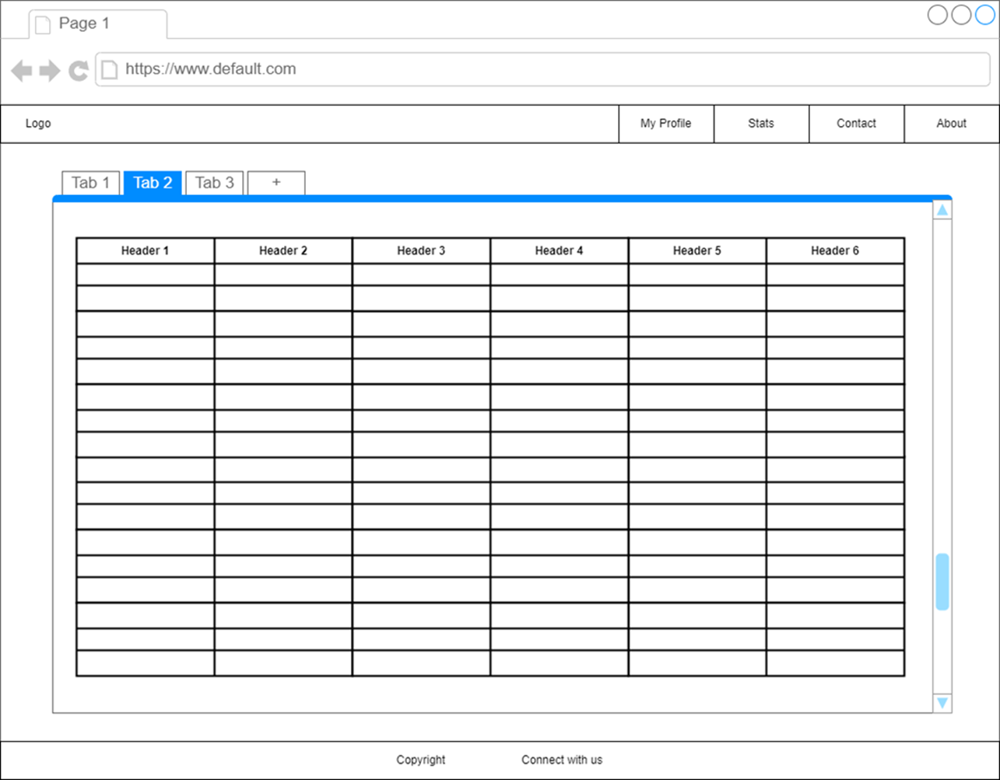 Page 1
https://www.default.com
Logo My Profile Stats Contact About
Tab 1 Tab 2 Tab 3 +
Header 1 Header 2 Header 3 Header 4 Header 5 Header 6
Copyright Connect with us